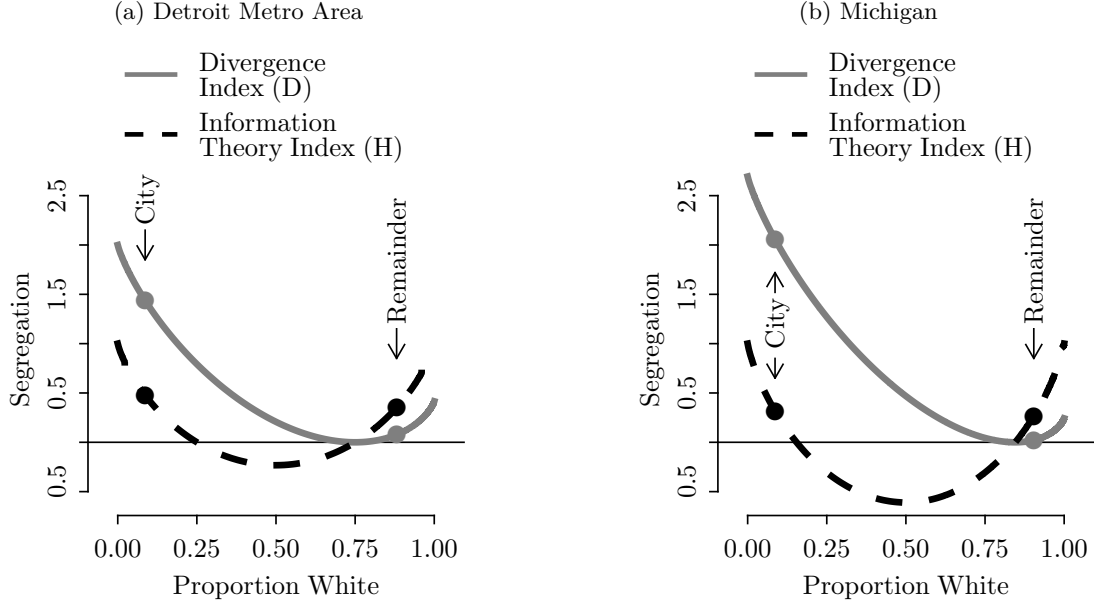 (a) Detroit Metro Area
Divergence
Index (D)
Information
Theory Index (H)
City
Remainder
Segregation
2.5
1.5
0.5
0.5
0.00 0.25 0.50 0.75 1.00
Proportion White
(b) Michigan
Divergence
Index (D)
Information
Theory Index (H)
City
Remainder
Segregation
2.5
1.5
0.5
0.5
0.00 0.25 0.50 0.75 1.00
Proportion White